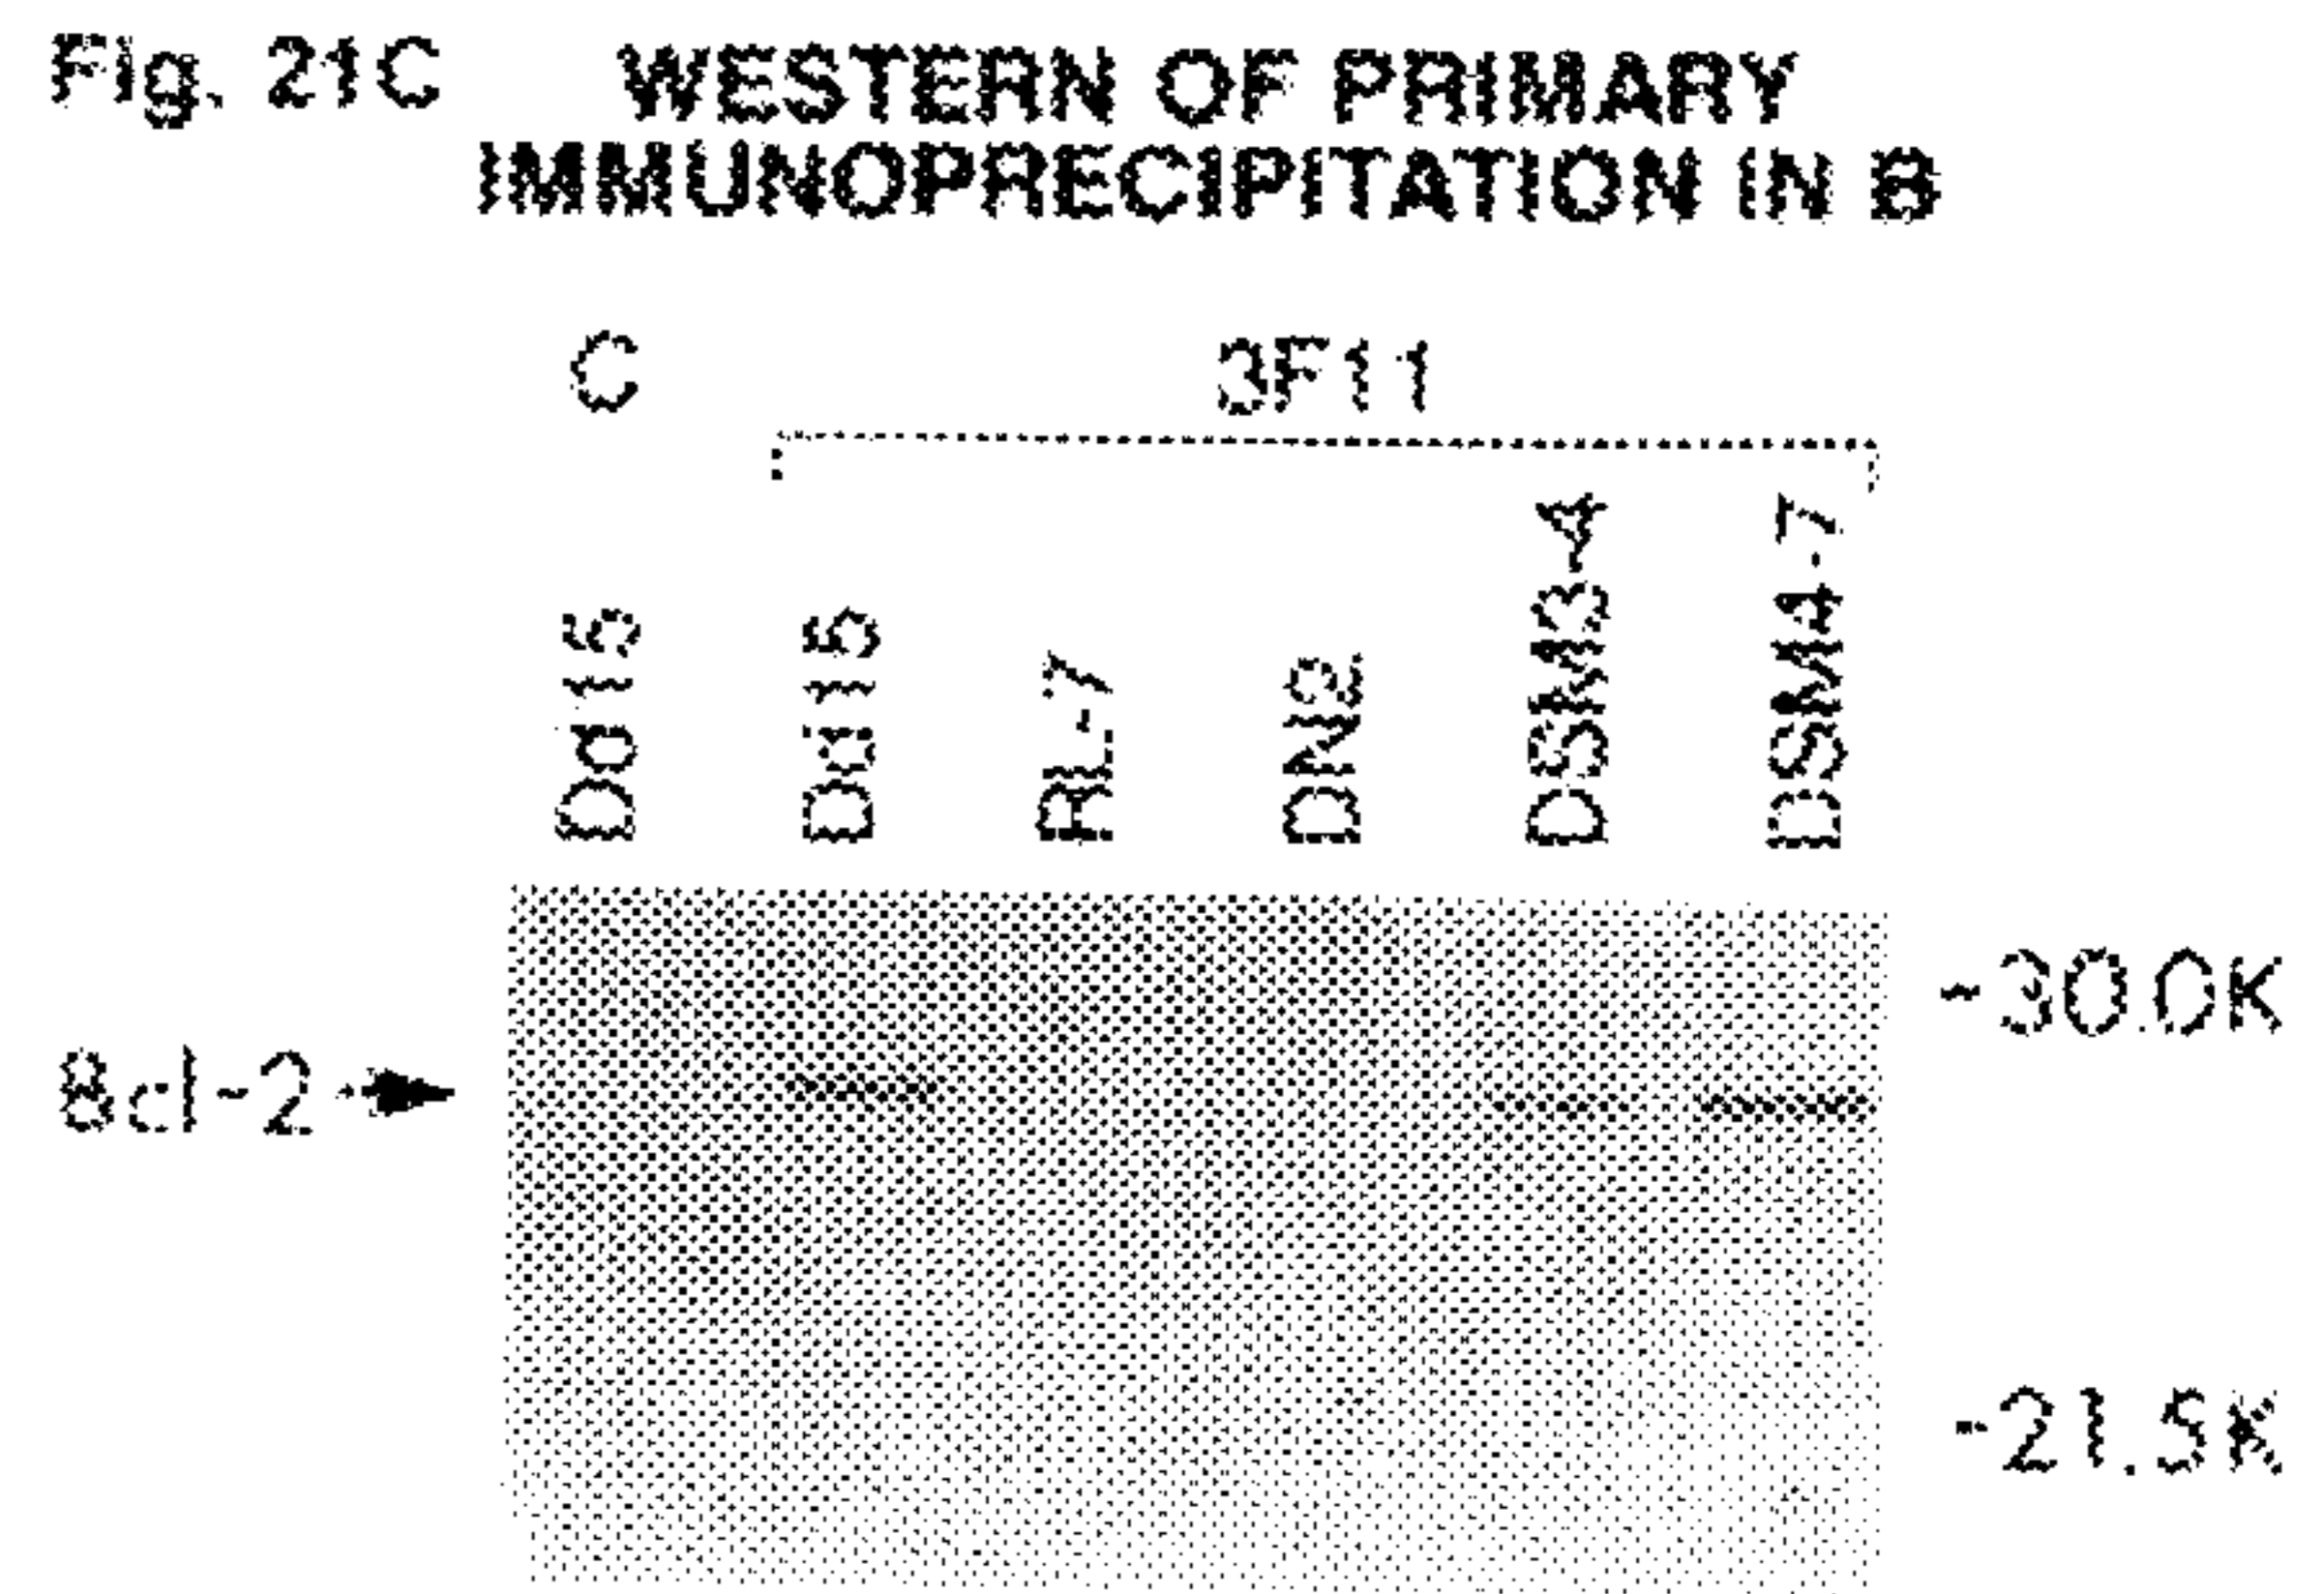 Fig. 21C
WESTERN OF PRIMARY
IMMUNOPRECIPITATION IN B
C 3F11
Dd15 Dd15 RL-7 DN2 DSM3-4 DSM4-7
-30.0K
Bcl-2
-21.5K